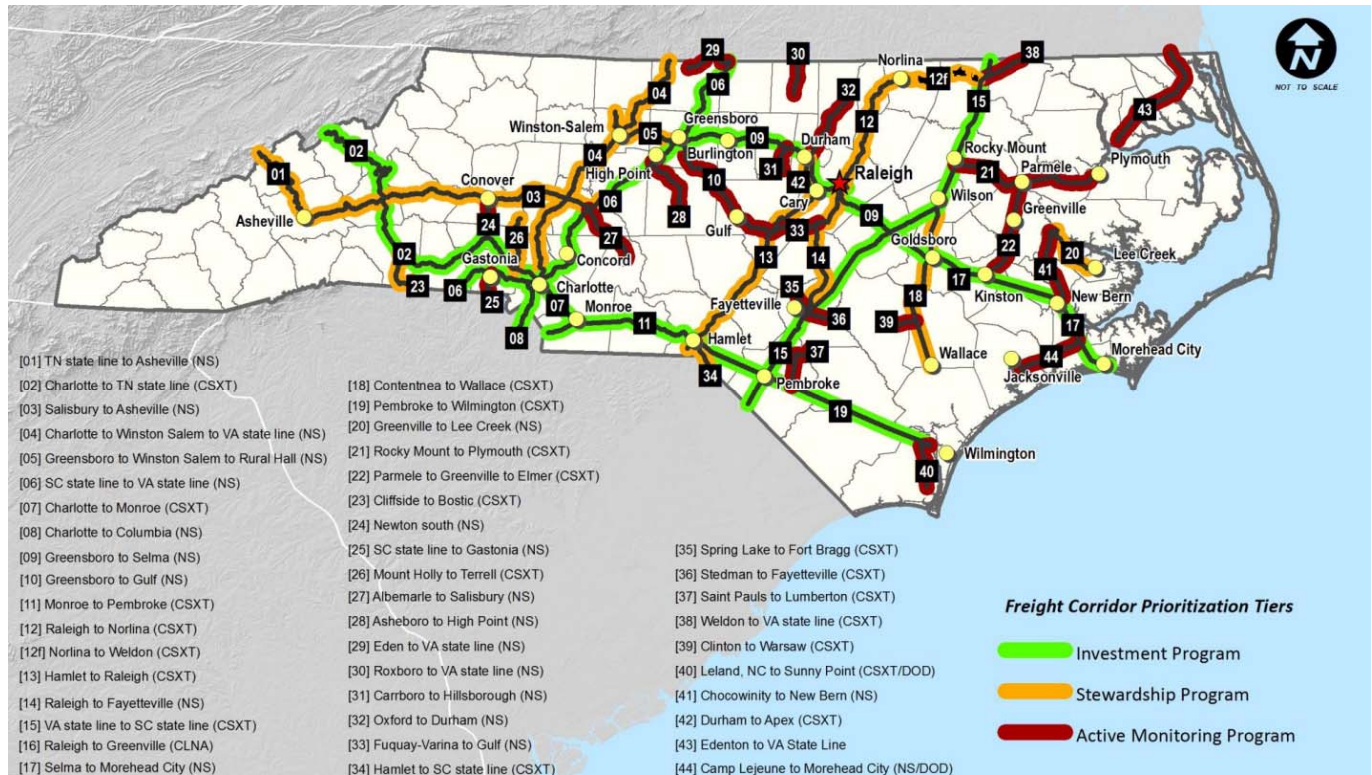 29
30
38
Norlina
N
NOT TO SCALE
04
06
12f
32
15
43
Greensboro
12
02
Winston-Salem
05
09
Durham
Rocky Mount
04
Burlington
31
Parmele
Plymouth
01
High Point
42
Raleigh
21
Conover
03
10
Cary
Wilson
06
28
09
Greenville
Asheville
Gulf
33
24
26
27
Goldsboro
22
20
02
Gastonia
Concord
13
14
41
Lee Creek
23
06
17
25
Charlotte
35
Kinston
New Bern
07
Monroe
Fayetteville
18
08
11
36
39
17
Hamlet
44
Morehead City
15
37
Wallace
34
Jacksonville
Pembroke
19
Wilmington
40
[01] TN state line to Asheville (NS)
[02] Charlotte to TN state line (CSXT)
[03] Salisbury to Asheville (NS)
[04] Charlotte to Winston Salem to VA state line (NS)
[05] Greensboro to Winston Salem to Rural Hall (NS)
[06] SC state line to VA state line (NS)
[07] Charlotte to Monroe (CSXT)
[08] Charlotte to Columbia (NS)
[09] Greensboro to Selma (NS)
[10] Greensboro to Gulf (NS)
[11] Monroe to Pembroke (CSXT)
[12] Raleigh to Norlina (CSXT)
[12f] Norlina to Weldon (CSXT)
[13] Hamlet to Raleigh (CSXT)
[14] Raleigh to Fayetteville (NS)
[15] VA state line to SC state line (CSXT)
[16] Raleigh to Greenville (CLNA)
[17] Selma to Morehead City (NS)
[18] Contentnea to Wallace (CSXT)
[19] Pembroke to Wilmington (CSXT)
[20] Greenville to Lee Creek (NS)
[21] Rocky Mount to Plymouth (CSXT)
[22] Parmele to Greenville to Elmer (CSXT)
[23] Cliffside to Bostic (CSXT)
[24] Newton south (NS)
[25] SC state line to Gastonia (NS)
[26] Mount Holly to Terrell (CSXT)
[27] Albemarle to Salisbury (NS)
[28] Asheboro to High Point (NS)
[29] Eden to VA state line (NS)
[30] Roxboro to VA state line (NS)
[31] Carrboro to Hillsborough (NS)
[32] Oxford to Durham (NS)
[33] Fuquay-Varina to Gulf (NS)
[34] Hamlet to SC state line (CSXT)
[35] Spring Lake to Fort Bragg (CSXT)
[36] Stedman to Fayetteville (CSXT)
[37] Saint Pauls to Lumberton (CSXT)
[38] Weldon to VA state line (CSXT)
[39] Clinton to Warsaw (CSXT)
[40] Leland, NC to Sunny Point (CSXT/DOD)
[41] Chocowinity to New Bern (NS)
[42] Durham to Apex (CSXT)
[43] Edenton to VA State Line
[44] Camp Lejeune to Morehead City (NS/DOD)
Freight Corridor Prioritization Tiers
Investment Program
Stewardship Program
Active Monitoring Program